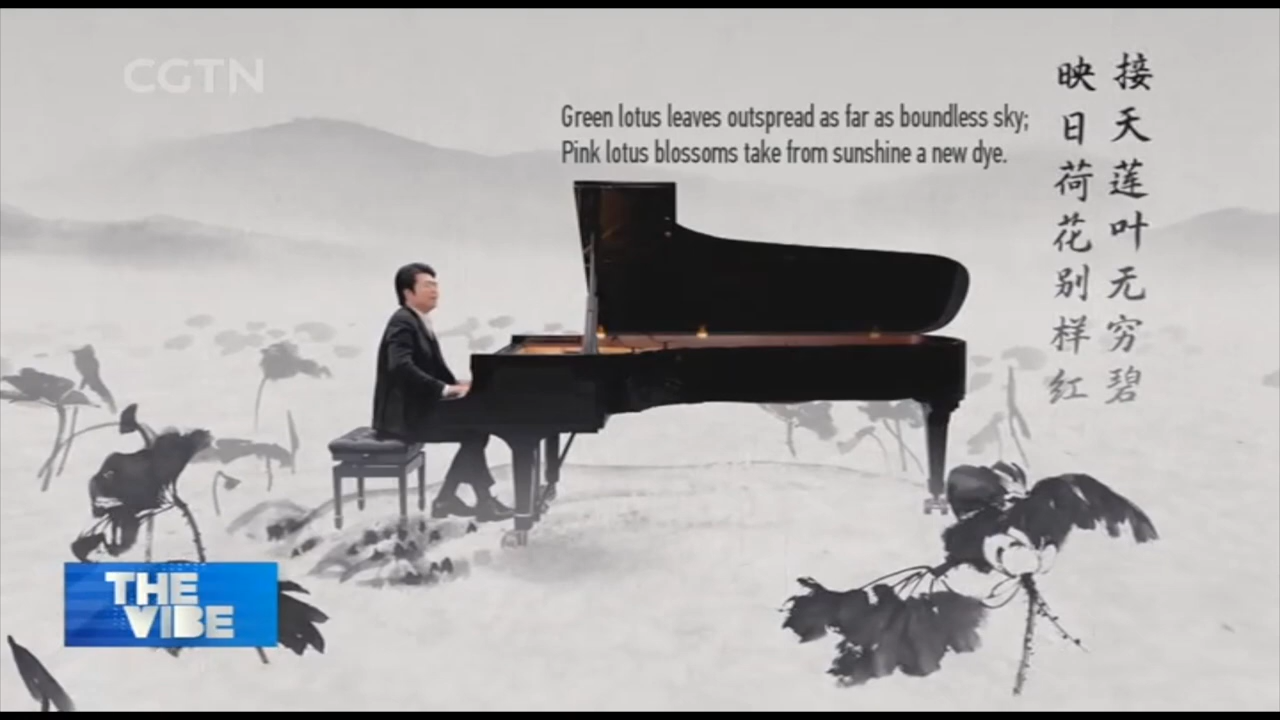 CGTN
Green lotus leaves outspread as far as boundless sky;
Pink lotus blossoms take from sunshine a new dye.
接天莲叶无穷碧
映日荷花别样红
THE
VIBE